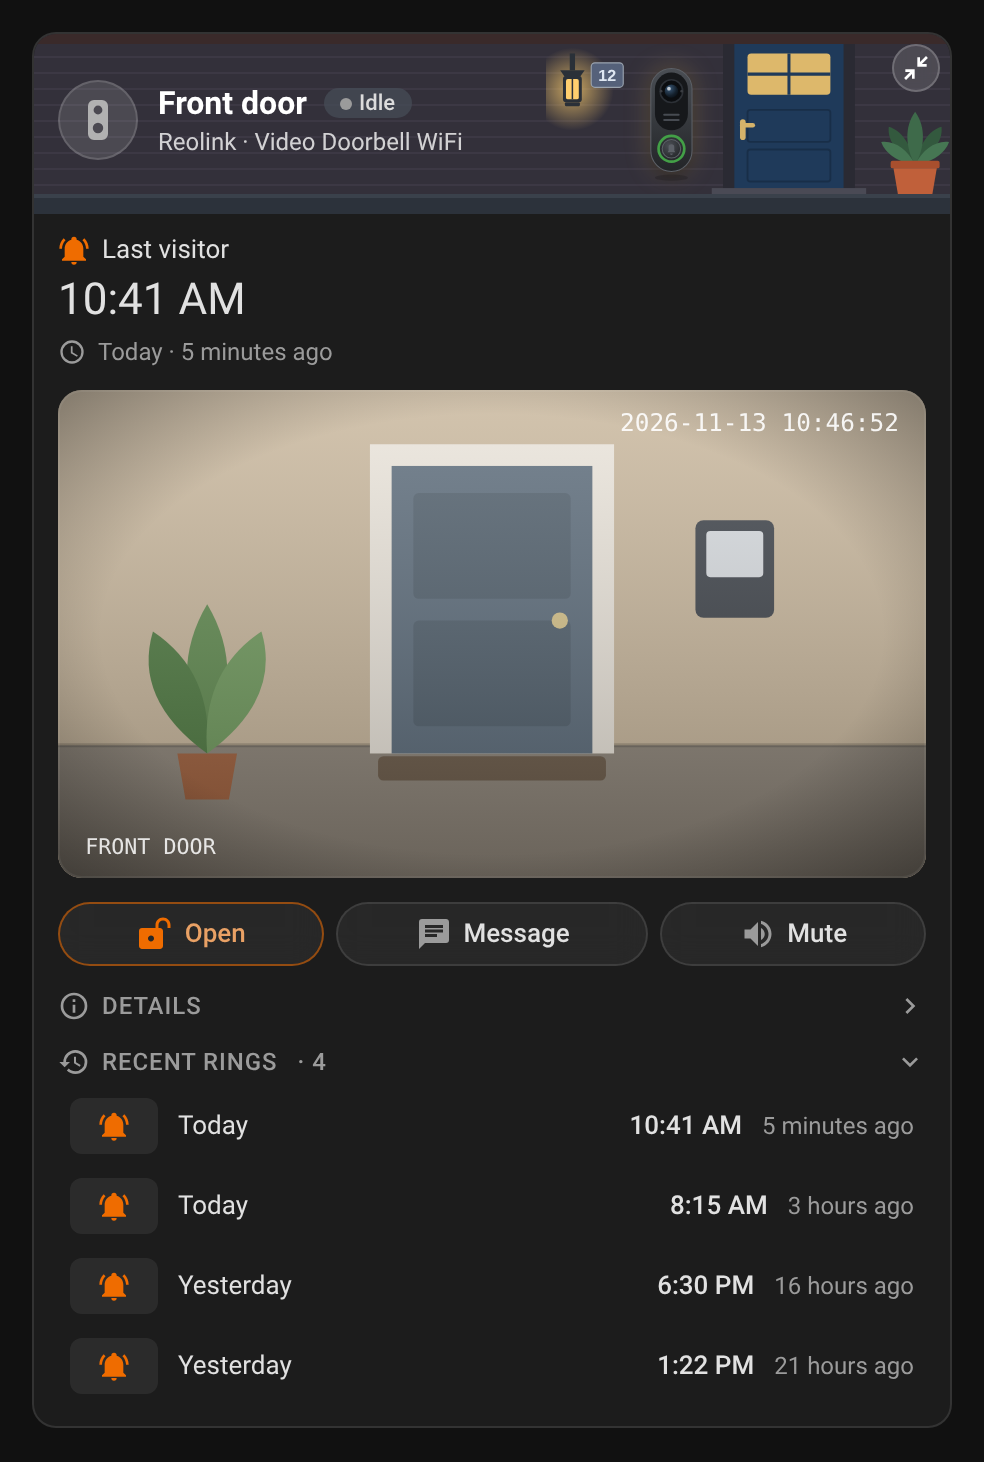 Front door
Idle
12
Reolink · Video Doorbell WiFi
Last visitor
10:41 AM
Today · 5 minutes ago
2026-11-13 10:46:52
FRONT DOOR
Open
Message
Mute
DETAILS
RECENT RINGS · 4
Today 10:41 AM 5 minutes ago
Today 8:15 AM 3 hours ago
Yesterday 6:30 PM 16 hours ago
Yesterday 1:22 PM 21 hours ago